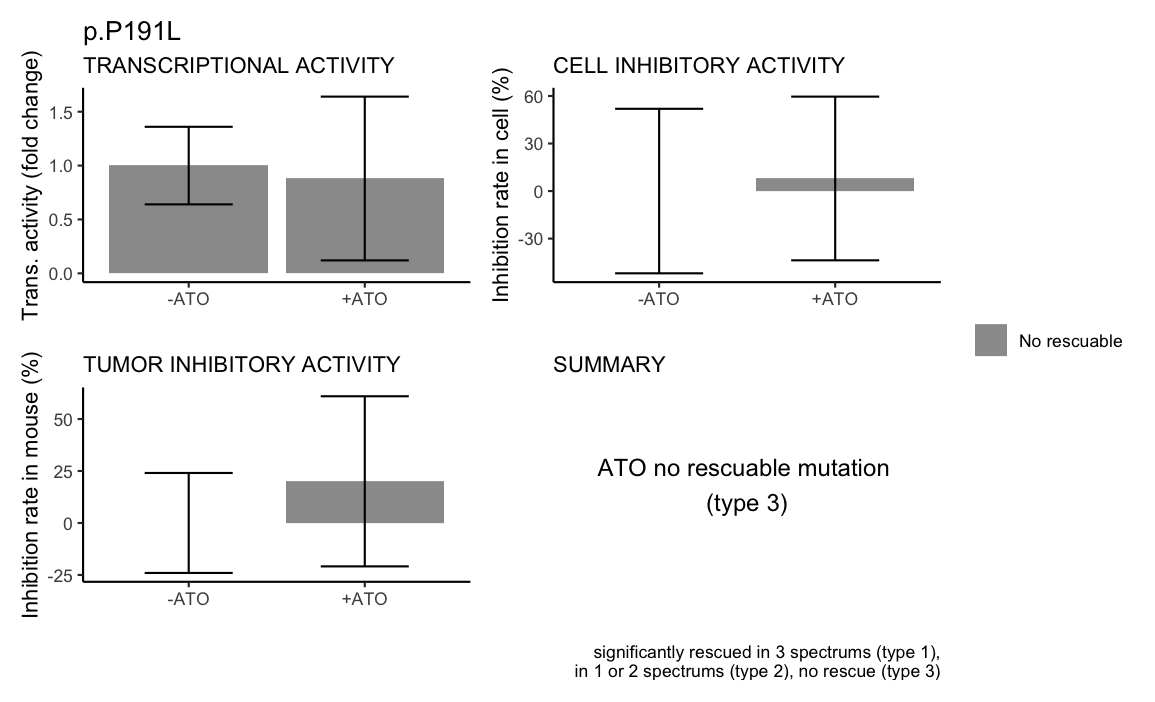 p.P191L
TRANSCRIPTIONAL ACTIVITY
Trans. activity (fold change)
1.5
1.0
0.5
0.0
-ATO +ATO
CELL INHIBITORY ACTIVITY
Inhibition rate in cell (%)
60
30
0
-30
-ATO +ATO
No rescuable
TUMOR INHIBITORY ACTIVITY
Inhibition rate in mouse (%)
50
25
0
-25
-ATO +ATO
SUMMARY
ATO no rescuable mutation
(type 3)
significantly rescued in 3 spectrums (type 1),
in 1 or 2 spectrums (type 2), no rescue (type 3)